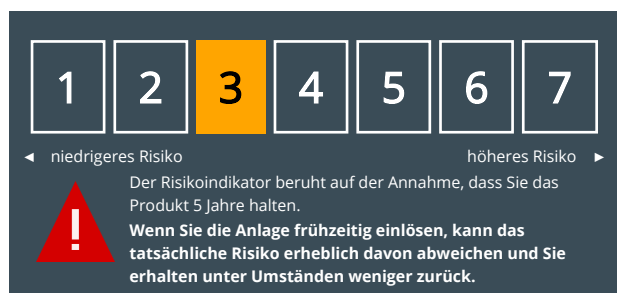 1 2 3 4 5 6 7
◄ niedrigeres Risiko höheres Risiko ►
Der Risikoindikator beruht auf der Annahme, dass Sie das
Produkt 5 Jahre halten.
!
Wenn Sie die Anlage frühzeitig einlösen, kann das
tatsächliche Risiko erheblich davon abweichen und Sie
erhalten unter Umständen weniger zurück.